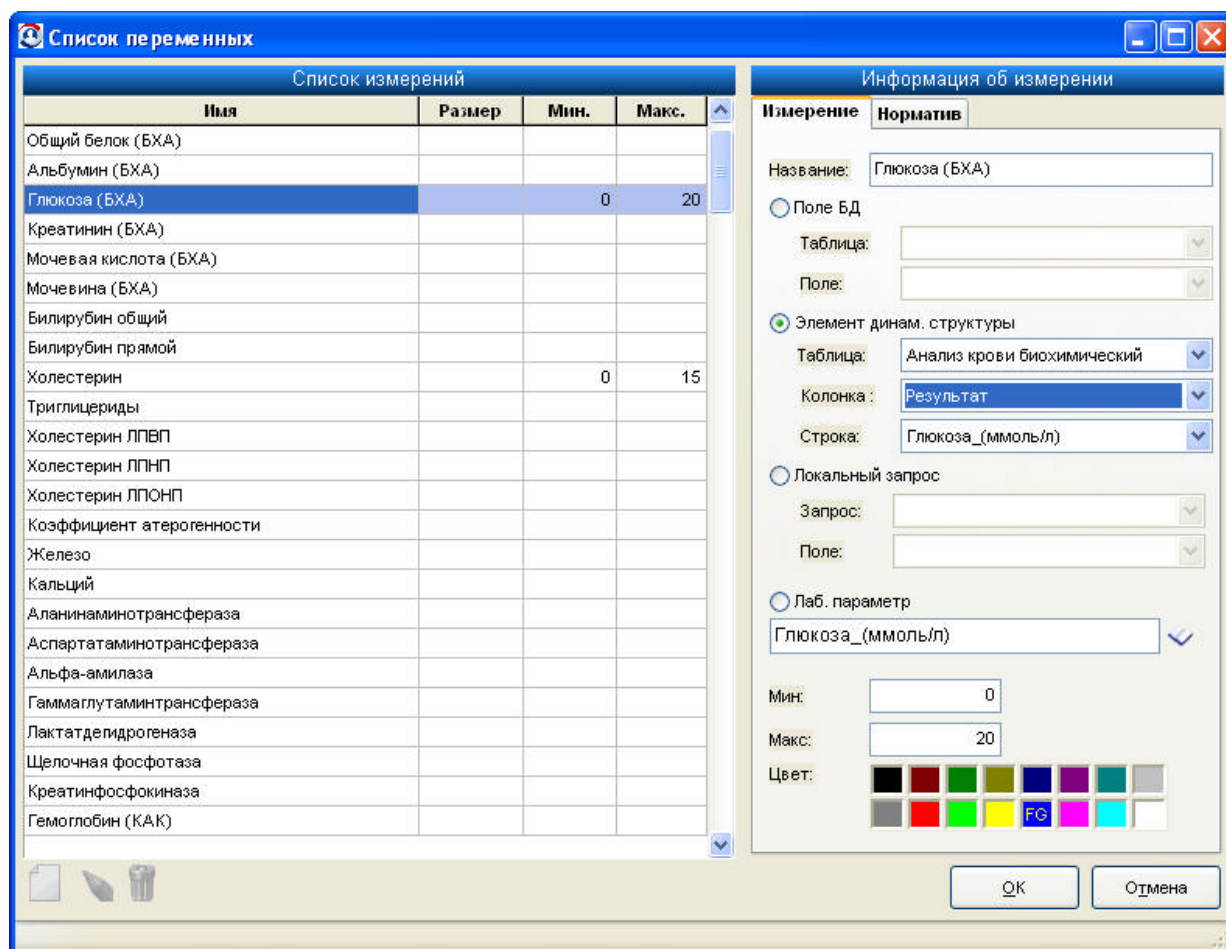 Список переменных
Список измерений
Имя Размер Мин. Макс.
Общий белок (БХА)
Альбумин (БХА)
Глюкоза (БХА) 0 20
Креатинин (БХА)
Мочевая кислота (БХА)
Мочевина (БХА)
Билирубин общий
Билирубин прямой
Холестерин 0 15
Триглицериды
Холестерин ЛПВП
Холестерин ЛПНП
Холестерин ЛПОНП
Коэффициент атерогенности
Железо
Кальций
Аланинаминотрансфераза
Аспартатаминотрансфераза
Альфа-амилаза
Гаммаглутаминтрансфераза
Лактатдегидрогеназа
Щелочная фосфотаза
Креатинфосфокиназа
Гемоглобин (КАК)
Информация об измерении
Измерение Норматив
Название: Глюкоза (БХА)
Поле БД
Таблица:
Поле:
Элемент динам. структуры
Таблица: Анализ крови биохимический
Колонка : Результат
Строка: Глюкоза_(ммоль/л)
Локальный запрос
Запрос:
Поле:
Лаб. параметр
Глюкоза_(ммоль/л)
Мин: 0
Макс: 20
Цвет:
FG
ОК Отмена